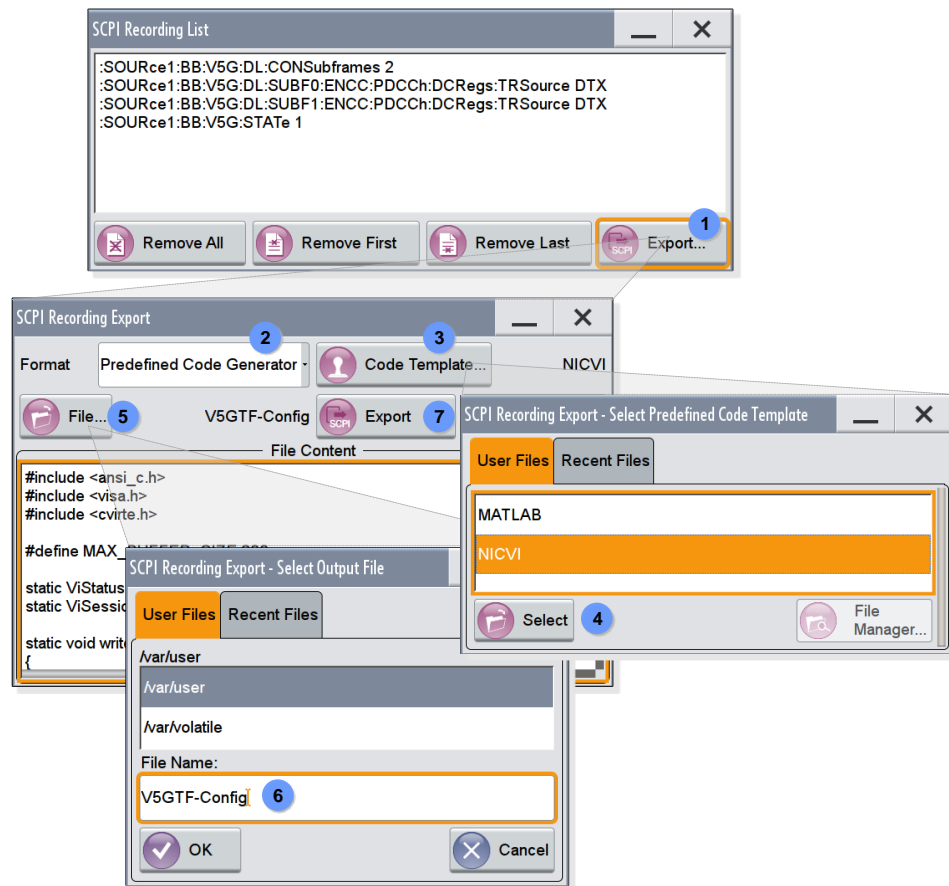 SCPI Recording List
:SOURce1:BB:V5G:DL:CONSubframes 2
:SOURce1:BB:V5G:DL:SUBF0:ENCC:PDCCh:DCRegs:TRSource DTX
:SOURce1:BB:V5G:DL:SUBF1:ENCC:PDCCh:DCRegs:TRSource DTX
:SOURce1:BB:V5G:STATe 1
1
Remove All
Remove First
Remove Last
SCPI
Export...
SCPI Recording Export
2
3
Format
Predefined Code Generator
Code Template...
NICVI
File...
5
V5GTF-Config
SCPI
Export
7
File Content
#include <ansi_c.h>
#include <visa.h>
#include <cvirte.h>
#define
static ViStatus
static
static void
{
SCPI Recording Export - Select Predefined Code Template
User Files
Recent Files
MATLAB
NICVI
Select
4
File
Manager...
SCPI Recording Export - Select Output File
User Files
Recent Files
/var/user
/var/user
/var/volatile
File Name:
V5GTF-Config
6
OK
Cancel